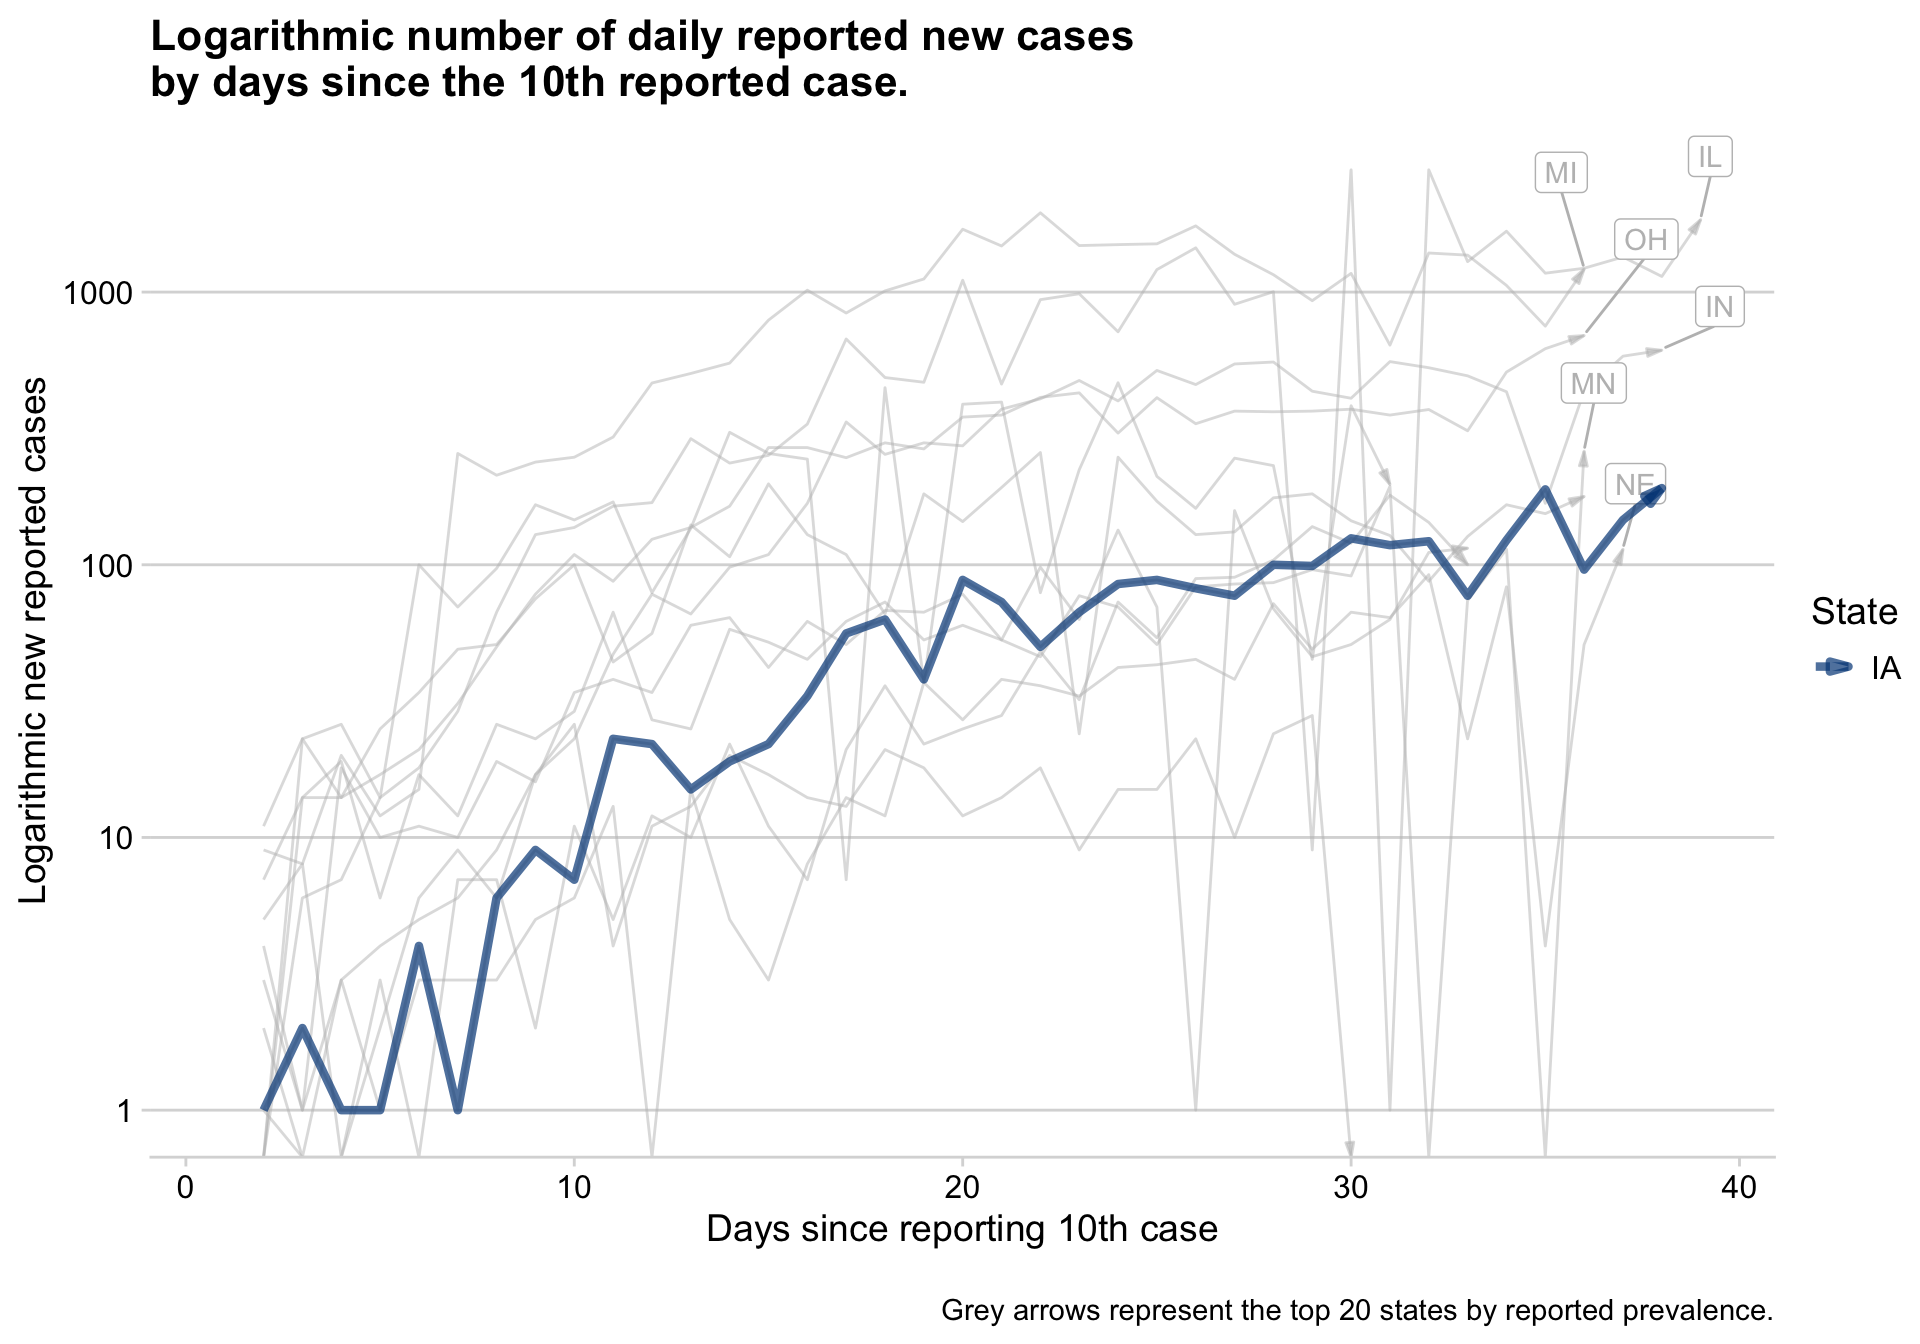 Logarithmic number of daily reported new cases
by days since the 10th reported case.
MI
IL
OH
IN
MN
NE
1000
100
10
1
Logarithmic new reported cases
0
10
20
30
40
Days since reporting 10th case
State
IA
Grey arrows represent the top 20 states by reported prevalence.